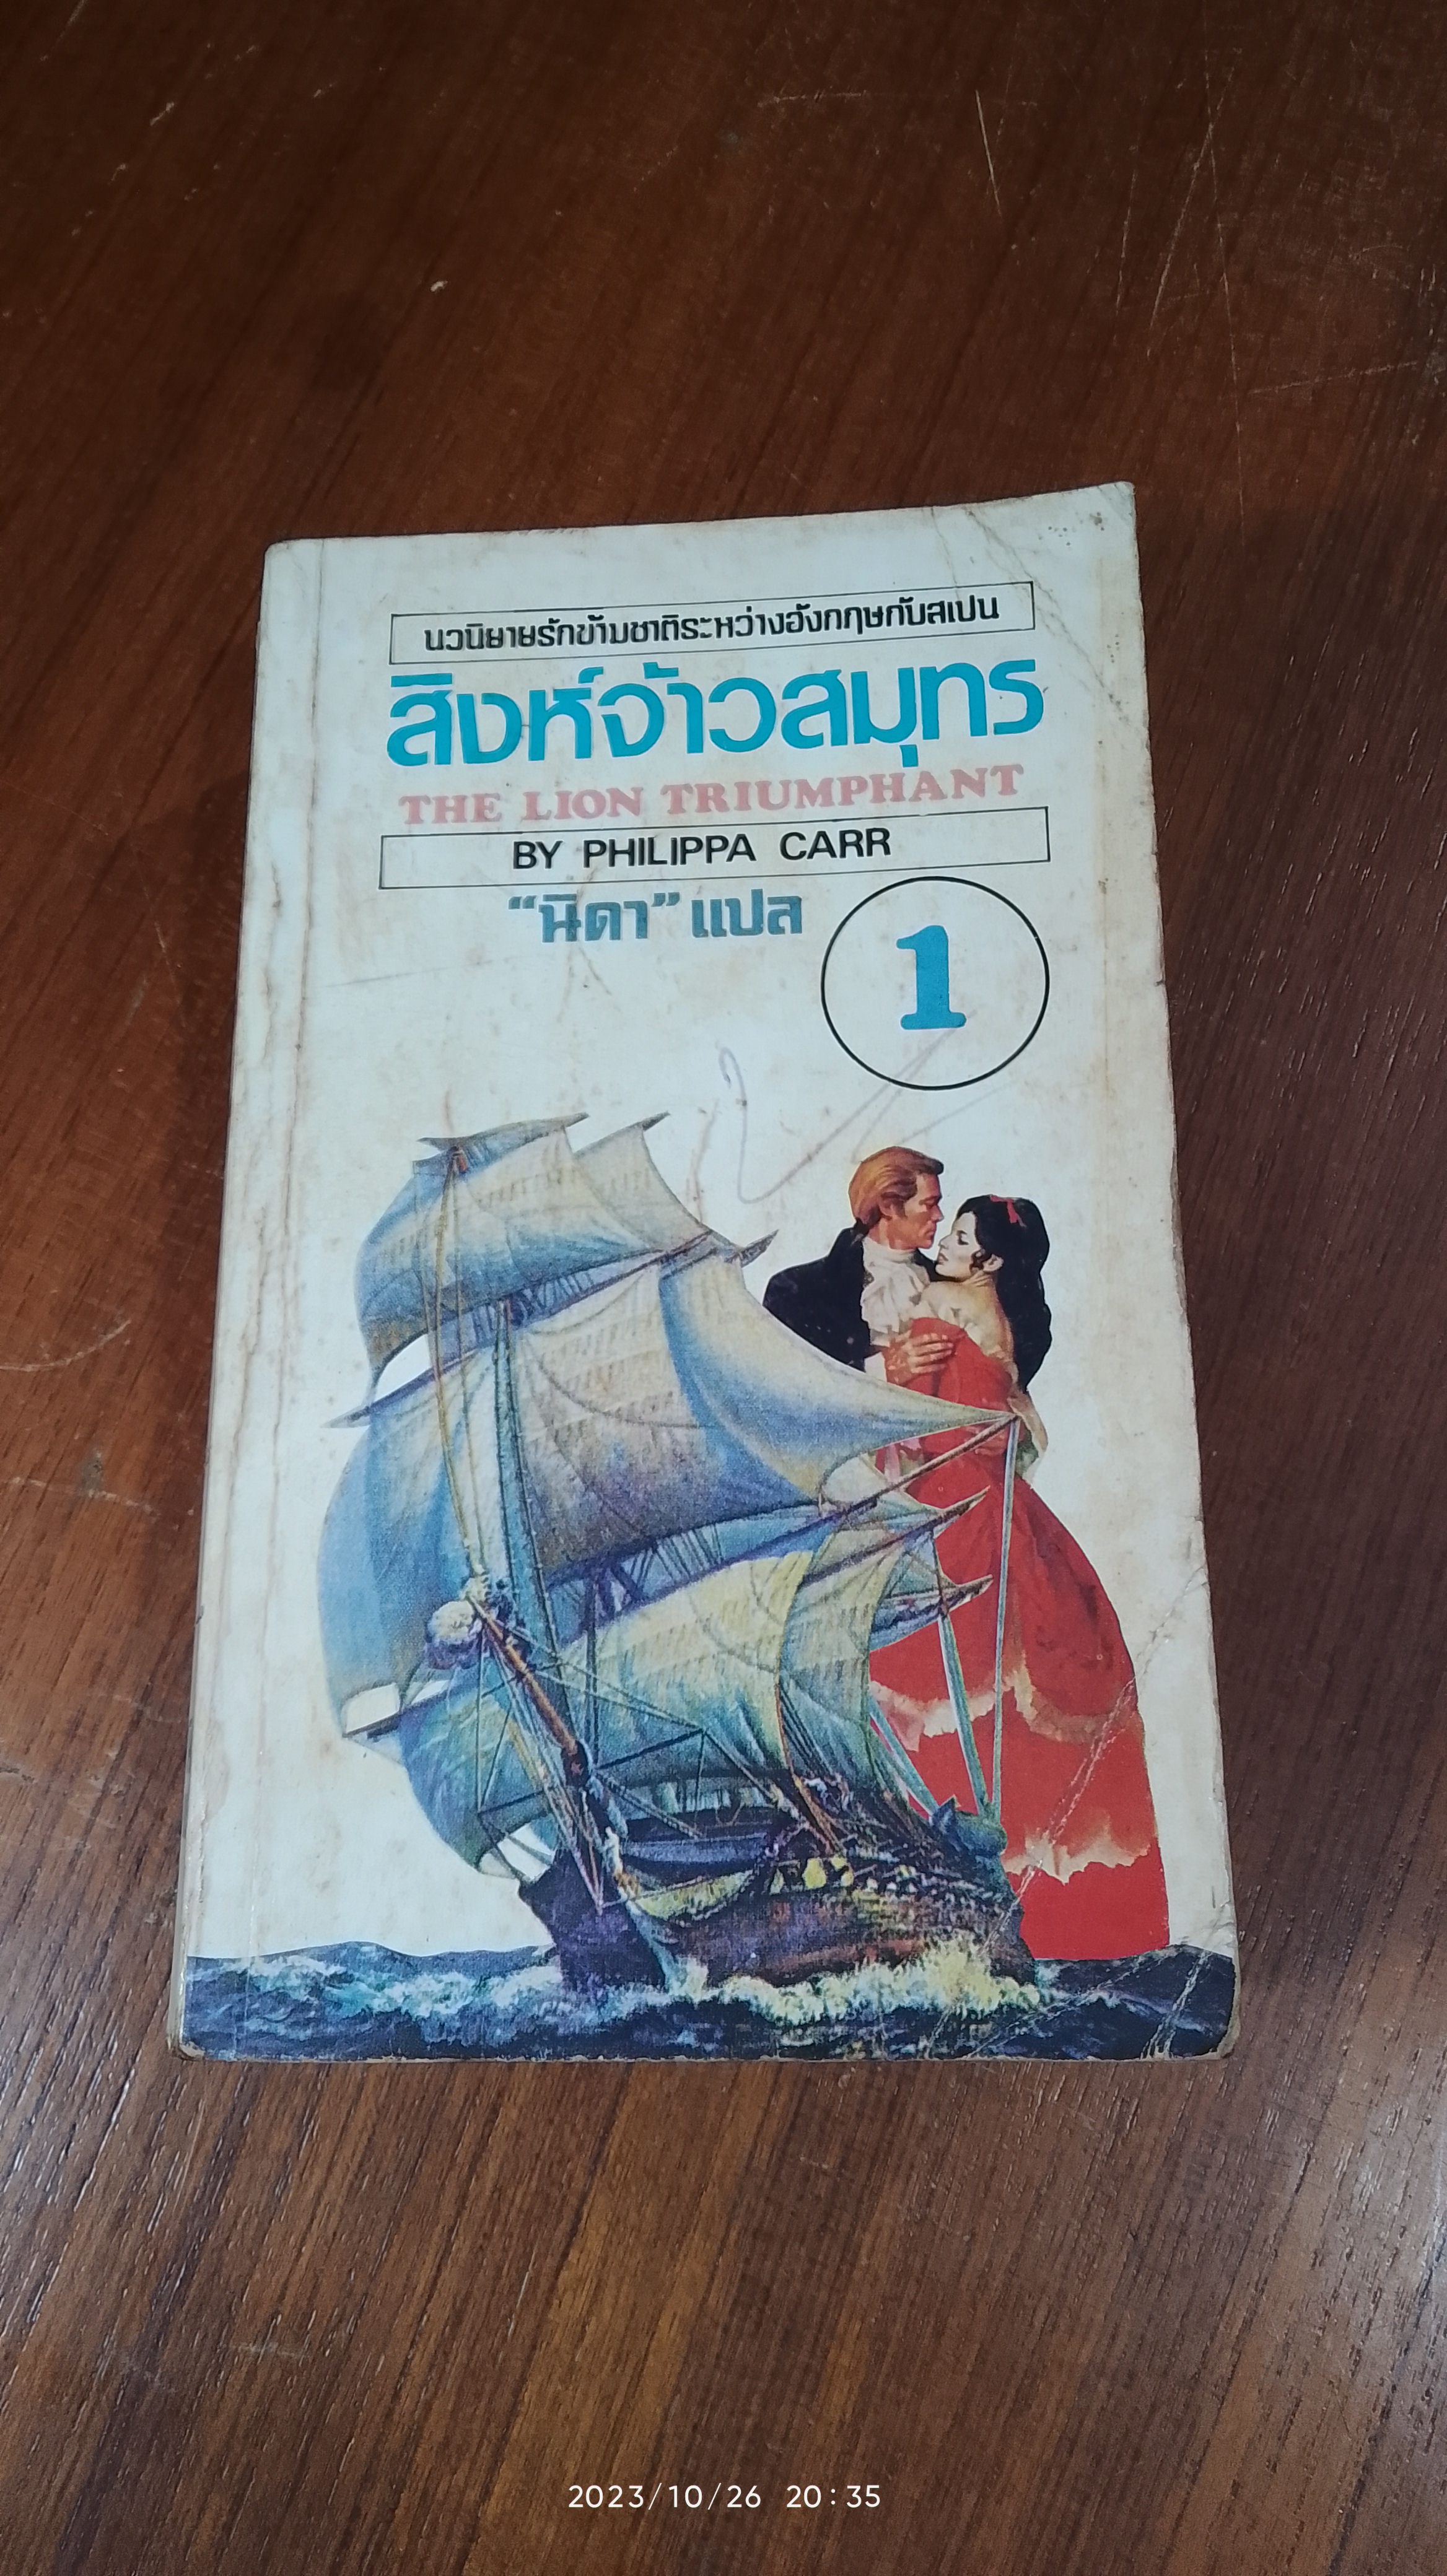 นวนิยายรักข้ามชาติระหว่างอังกฤษกับสเปน
สิงห์จ้าวสมุทร
THE LION TRIUMPHANT
BY PHILIPPA CARR
“นิดา” แปล
1
2023/10/26 20:35